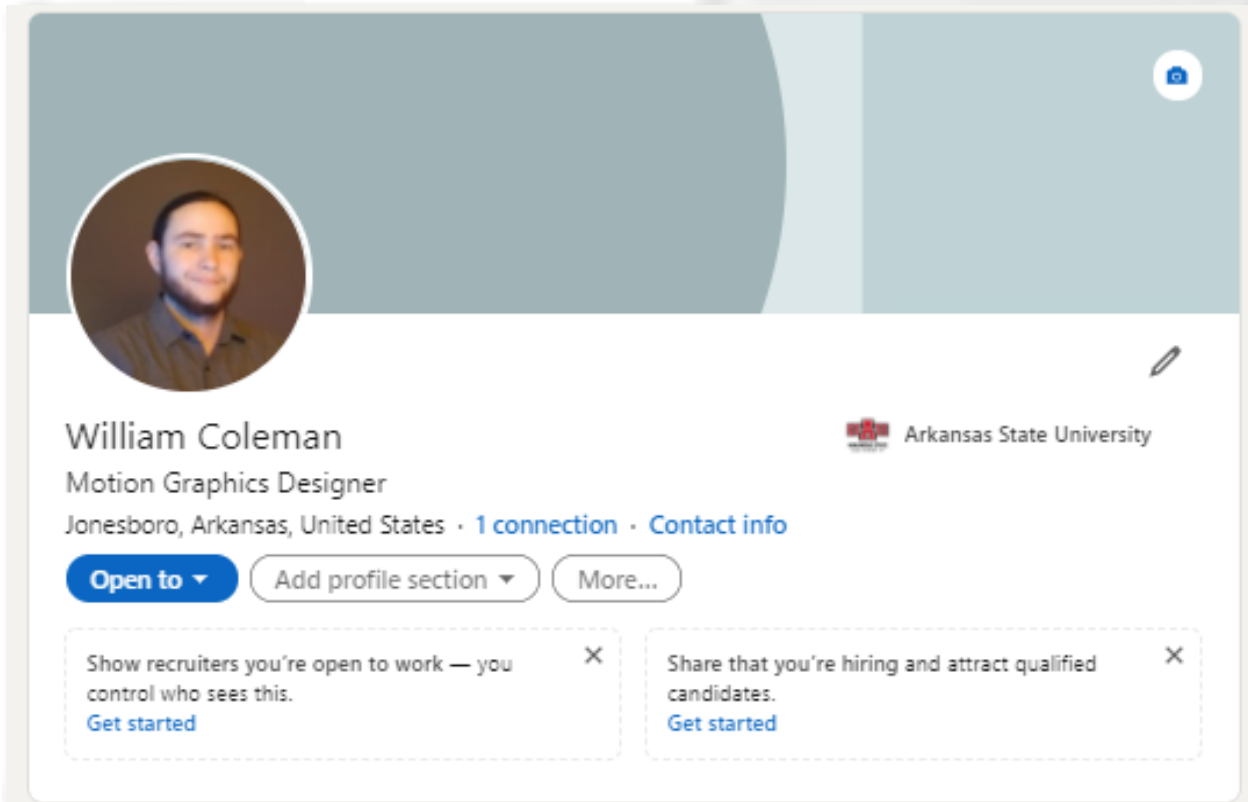 William Coleman
Arkansas State University
Motion Graphics Designer
Jonesboro, Arkansas, United States · 1 connection · Contact info
Open to
Add profile section
More...
Show recruiters you're open to work — you
control who sees this.
Get started
Share that you're hiring and attract qualified
candidates.
Get started